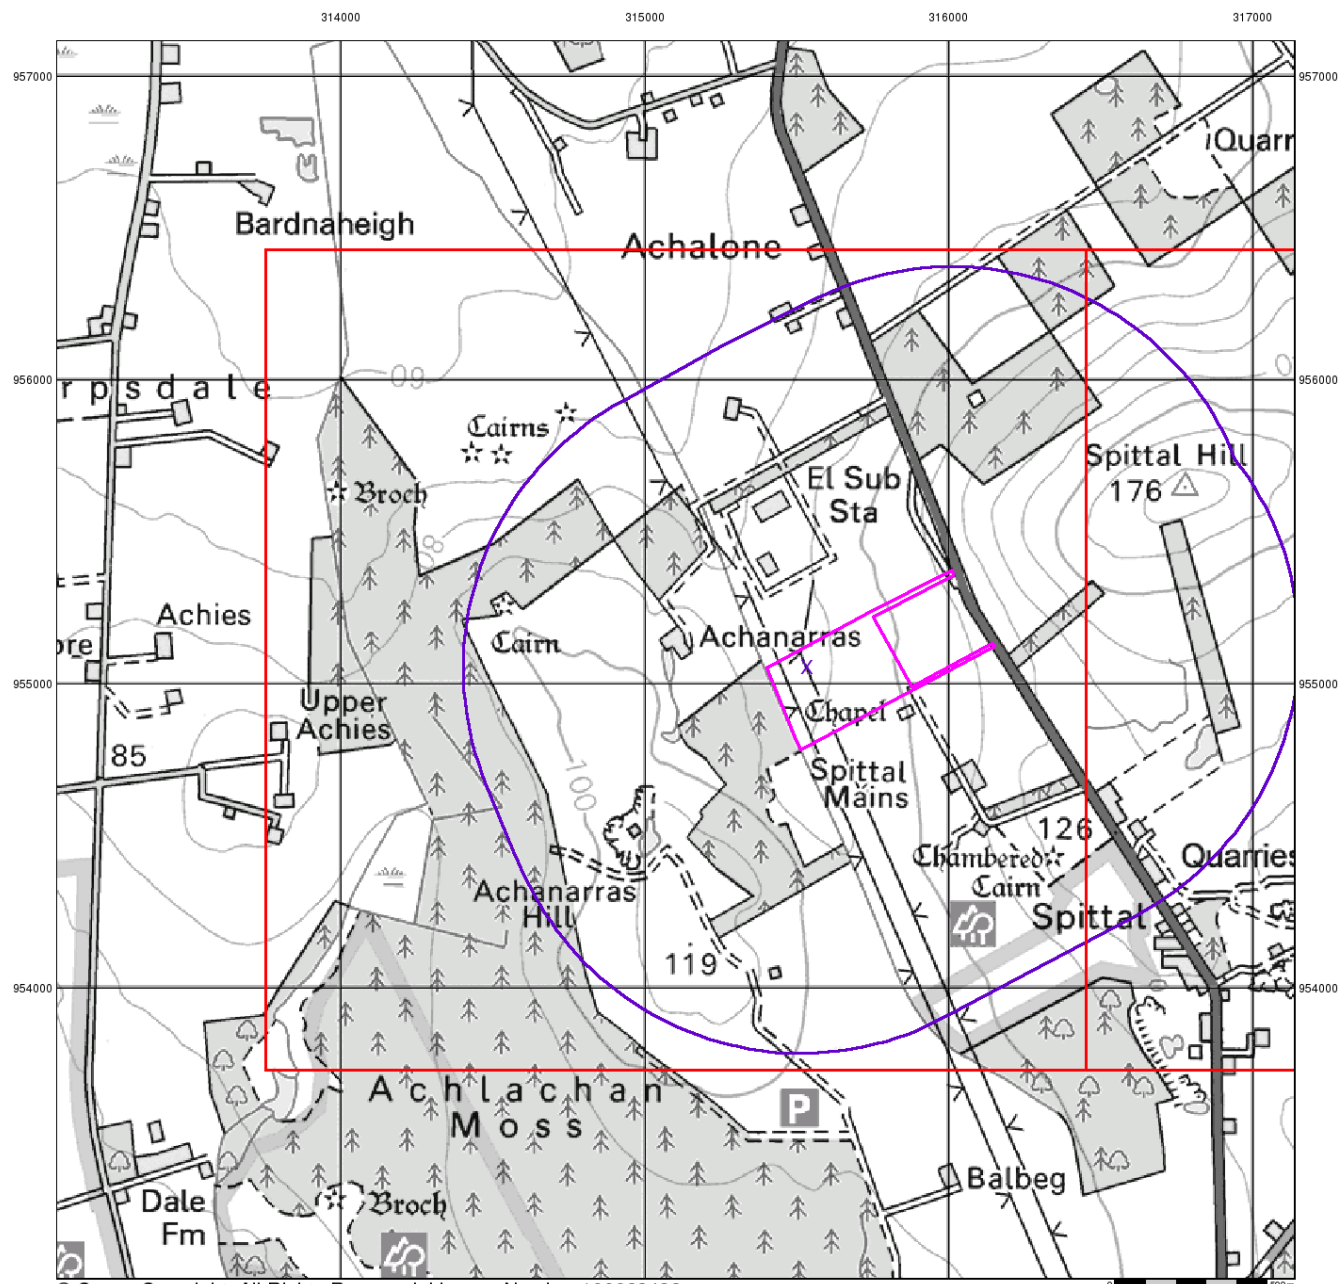 314000 315000 316000 317000
957000 957000
Quarr
Bardnaheigh
Achalone
956000 956000
rpsdale
60
Cairns
Spittal Hill
176
El Sub
Sta
Broch
80
Achies
Achanarras
ore
Cairn
955000 955000
Upper
Achies
Chapel
85
100
Spittal
Mains
126
Chambered
Cairn
Quarries
Achanarras
Hill
Spittal
119
954000 954000
Achlachan
Moss
P
Balbeg
Dale
Fm
Broch